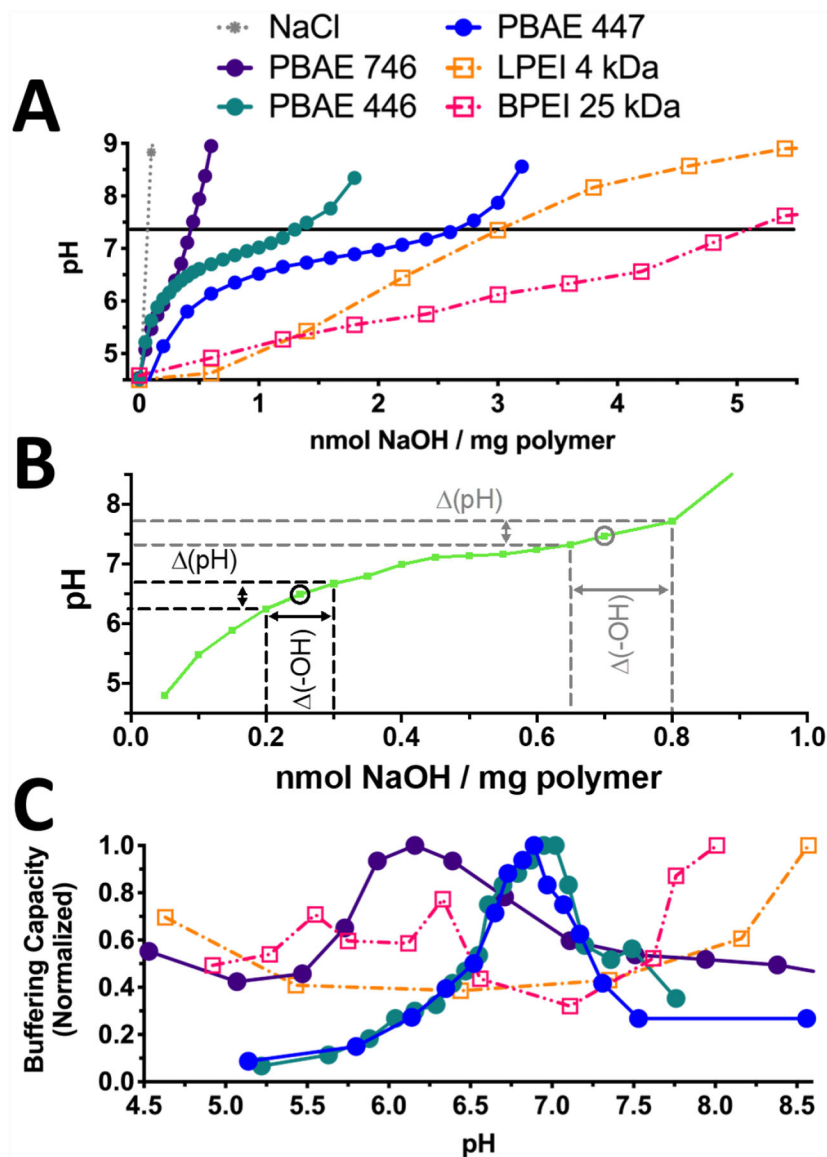 NaCl
PBAE 447
PBAE 746
LPEI 4 kDa
PBAE 446
BPEI 25 kDa
A
9
8
7
6
5
pH
0
1
2
3
4
5
nmol NaOH / mg polymer
B
8
7
6
5
pH
Δ(pH)
Δ(pH)
Δ(-OH)
Δ(-OH)
0.0
0.2
0.4
0.6
0.8
1.0
nmol NaOH / mg polymer
C
1.0
0.8
0.6
0.4
0.2
0.0
Buffering Capacity
(Normalized)
4.5
5.0
5.5
6.0
6.5
7.0
7.5
8.0
8.5
pH